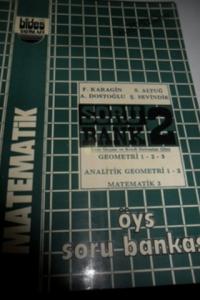 bides
F. KARAGİN S. ALTUĞ
A. DOSTOĞLU Ş. SEVİNDİK
SORU
BANK 2
GEOMETRİ 1 - 2 - 3
ANALİTİK GEOMETRİ 1 - 2
MATEMATİK 3
MATEMATİK
öys
soru bankası